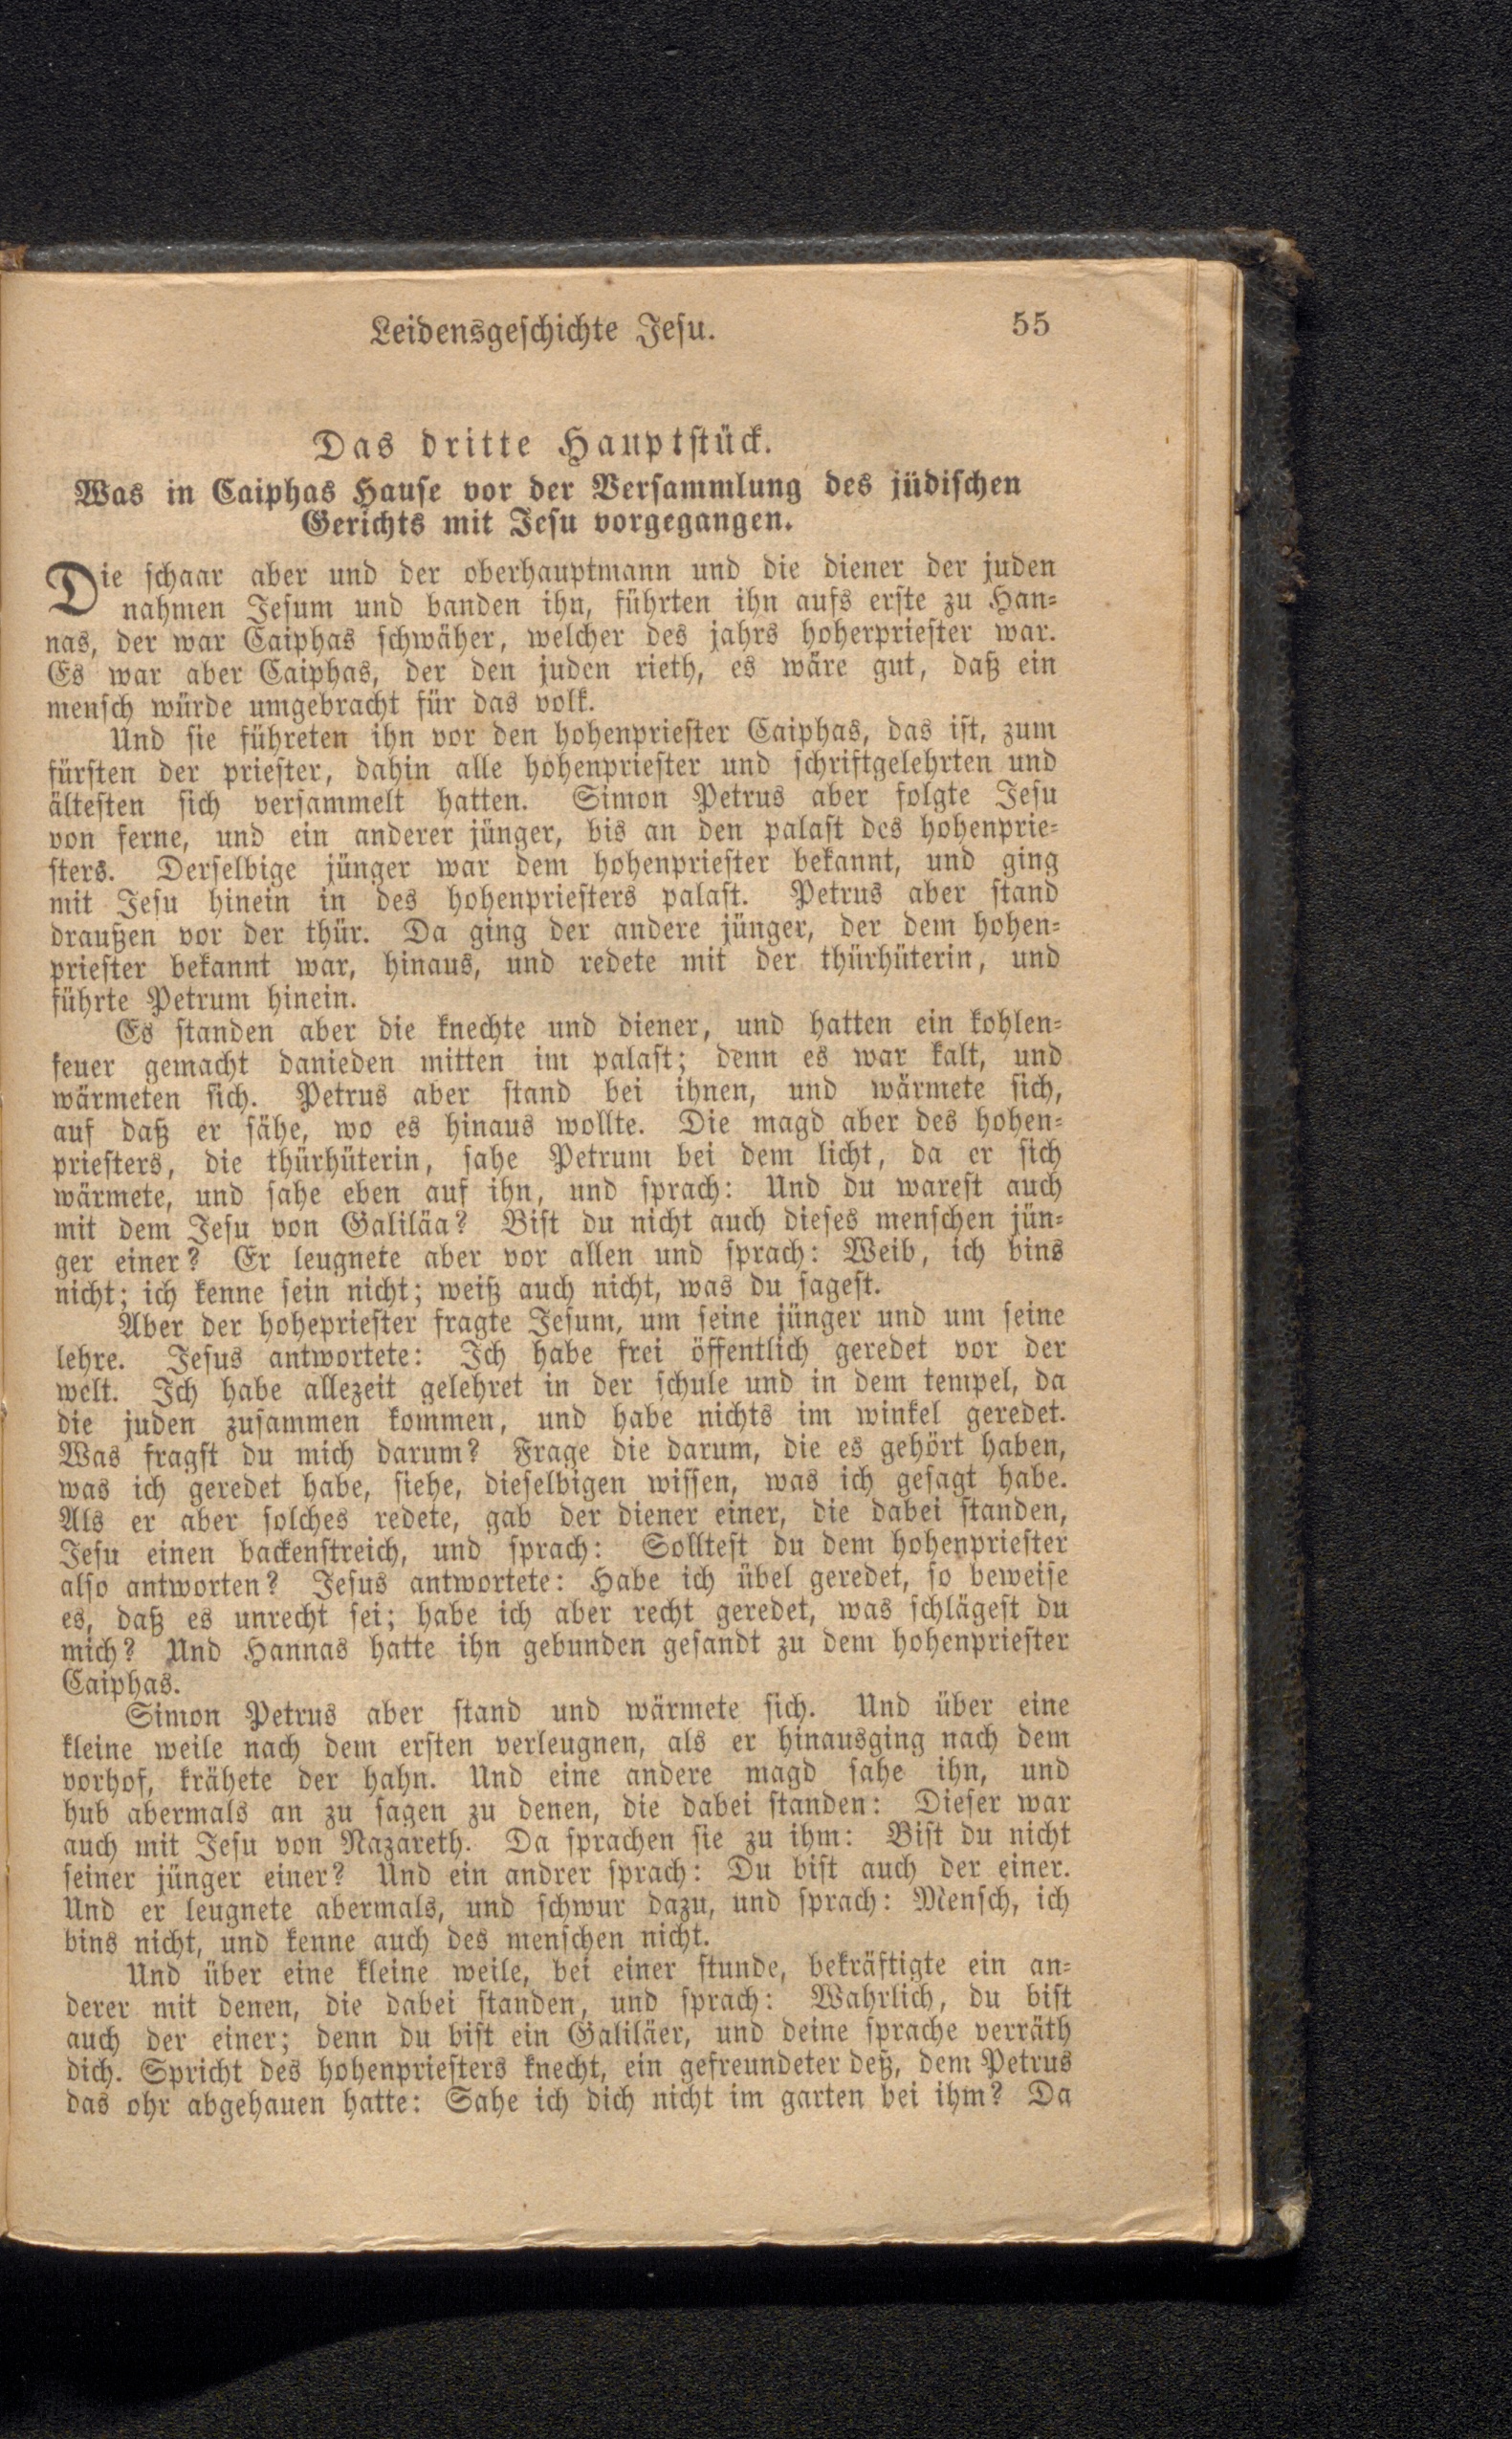 Leidensgeschichte Jesu. 55
Das dritte Hauptstück.
Was in Caiphas Hause vor der Versammlung des jüdischen
Gerichts mit Jesu vorgegangen.
Die schaar aber und der oberhauptmann und die diener der juden
nahmen Jesum und banden ihn, führten ihn aufs erste zu Han-
nas, der war Caiphas schwäher, welcher des jahrs hoherpriester war.
Es war aber Caiphas, der den juden rieth, es wäre gut, daß ein
mensch würde umgebracht für das volk.
Und sie führeten ihn vor den hohenpriester Caiphas, das ist, zum
fürsten der priester, dahin alle hohenpriester und schriftgelehrten und
ältesten sich versammelt hatten. Simon Petrus aber folgte Jesu
von ferne, und ein anderer jünger, bis an den palast des hohenprie-
sters. Derselbige jünger war dem hohenpriester bekannt, und ging
mit Jesu hinein in des hohenpriesters palast. Petrus aber stand
draußen vor der thür. Da ging der andere jünger, der dem hohen-
priester bekannt war, hinaus, und redete mit der thürhüterin, und
führte Petrum hinein.
Es standen aber die knechte und diener, und hatten ein kohlen-
feuer gemacht danieden mitten im palast; denn es war kalt, und
wärmeten sich. Petrus aber stand bei ihnen, und wärmete sich,
auf daß er sähe, wo es hinaus wollte. Die magd aber des hohen-
priesters, die thürhüterin, sahe Petrum bei dem licht, da er sich
wärmete, und sahe eben auf ihn, und sprach: Und du warest auch
mit dem Jesu von Galiläa? Bist du nicht auch dieses menschen jün-
ger einer? Er leugnete aber vor allen und sprach: Weib, ich bins
nicht; ich kenne sein nicht; weiß auch nicht, was du sagest.
Aber der hohepriester fragte Jesum, um seine jünger und um seine
lehre. Jesus antwortete: Ich habe frei öffentlich geredet vor der
welt. Ich habe allezeit gelehret in der schule und in dem tempel, da
die juden zusammen kommen, und habe nichts im winkel geredet.
Was fragst du mich darum? Frage die darum, die es gehört haben,
was ich geredet habe, siehe, dieselbigen wissen, was ich gesagt habe.
Als er aber solches redete, gab der diener einer, die dabei standen,
Jesu einen backenstreich, und sprach: Solltest du dem hohenpriester
also antworten? Jesus antwortete: Habe ich übel geredet, so beweise
es, daß es unrecht sei; habe ich aber recht geredet, was schlägest du
mich? Und Hannas hatte ihn gebunden gesandt zu dem hohenpriester
Caiphas.
Simon Petrus aber stand und wärmete sich. Und über eine
kleine weile nach dem ersten verleugnen, als er hinausging nach dem
vorhof, krähete der hahn. Und eine andere magd sahe ihn, und
hub abermals an zu sagen zu denen, die dabei standen: Dieser war
auch mit Jesu von Nazareth. Da sprachen sie zu ihm: Bist du nicht
seiner jünger einer? Und ein andrer sprach: Du bist auch der einer.
Und er leugnete abermals, und schwur dazu, und sprach: Mensch, ich
bins nicht, und kenne auch des menschen nicht.
Und über eine kleine weile, bei einer stunde, bekräftigte ein an-
derer mit denen, die dabei standen, und sprach: Wahrlich, du bist
auch der einer; denn du bist ein Galiläer, und deine sprache verräth
dich. Spricht des hohenpriesters knecht, ein gefreundeter deß, dem Petrus
das ohr abgehauen hatte: Sahe ich dich nicht im garten bei ihm? Da